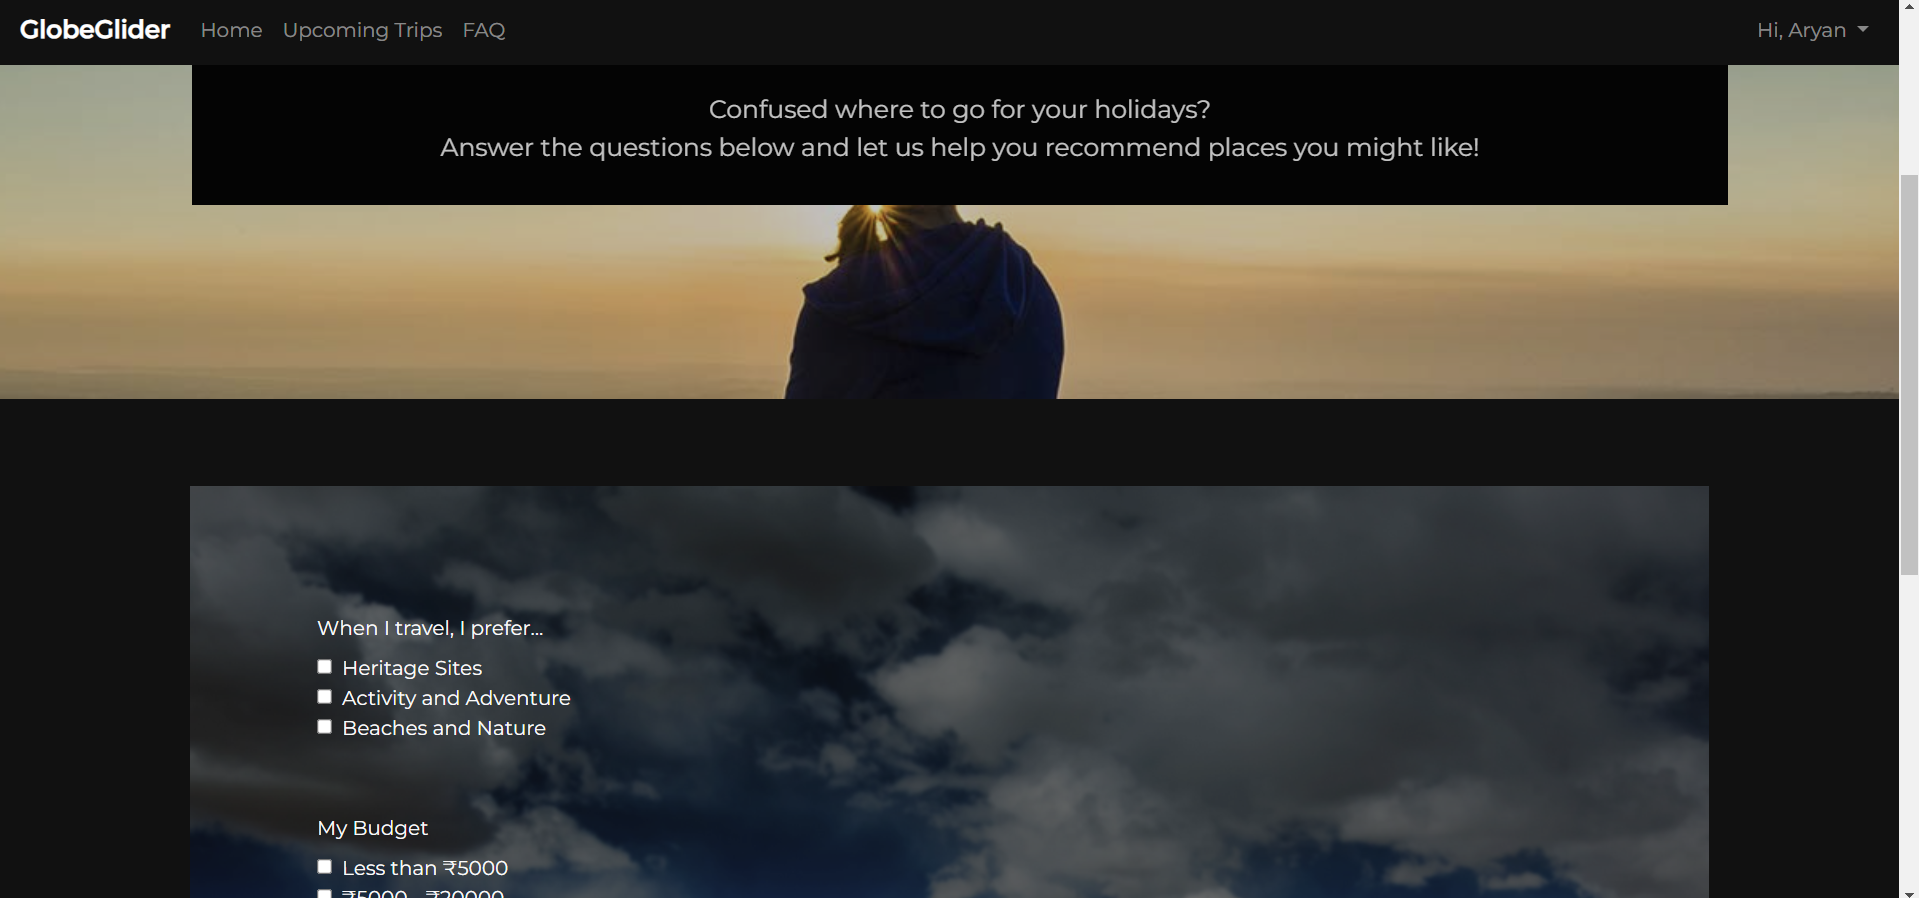 GlobeGlider Home Upcoming Trips FAQ Hi, Aryan
Confused where to go for your holidays?
Answer the questions below and let us help you recommend places you might like!
When I travel, I prefer...
Heritage Sites
Activity and Adventure
Beaches and Nature
My Budget
Less than ₹5000
₹5000 - ₹20000